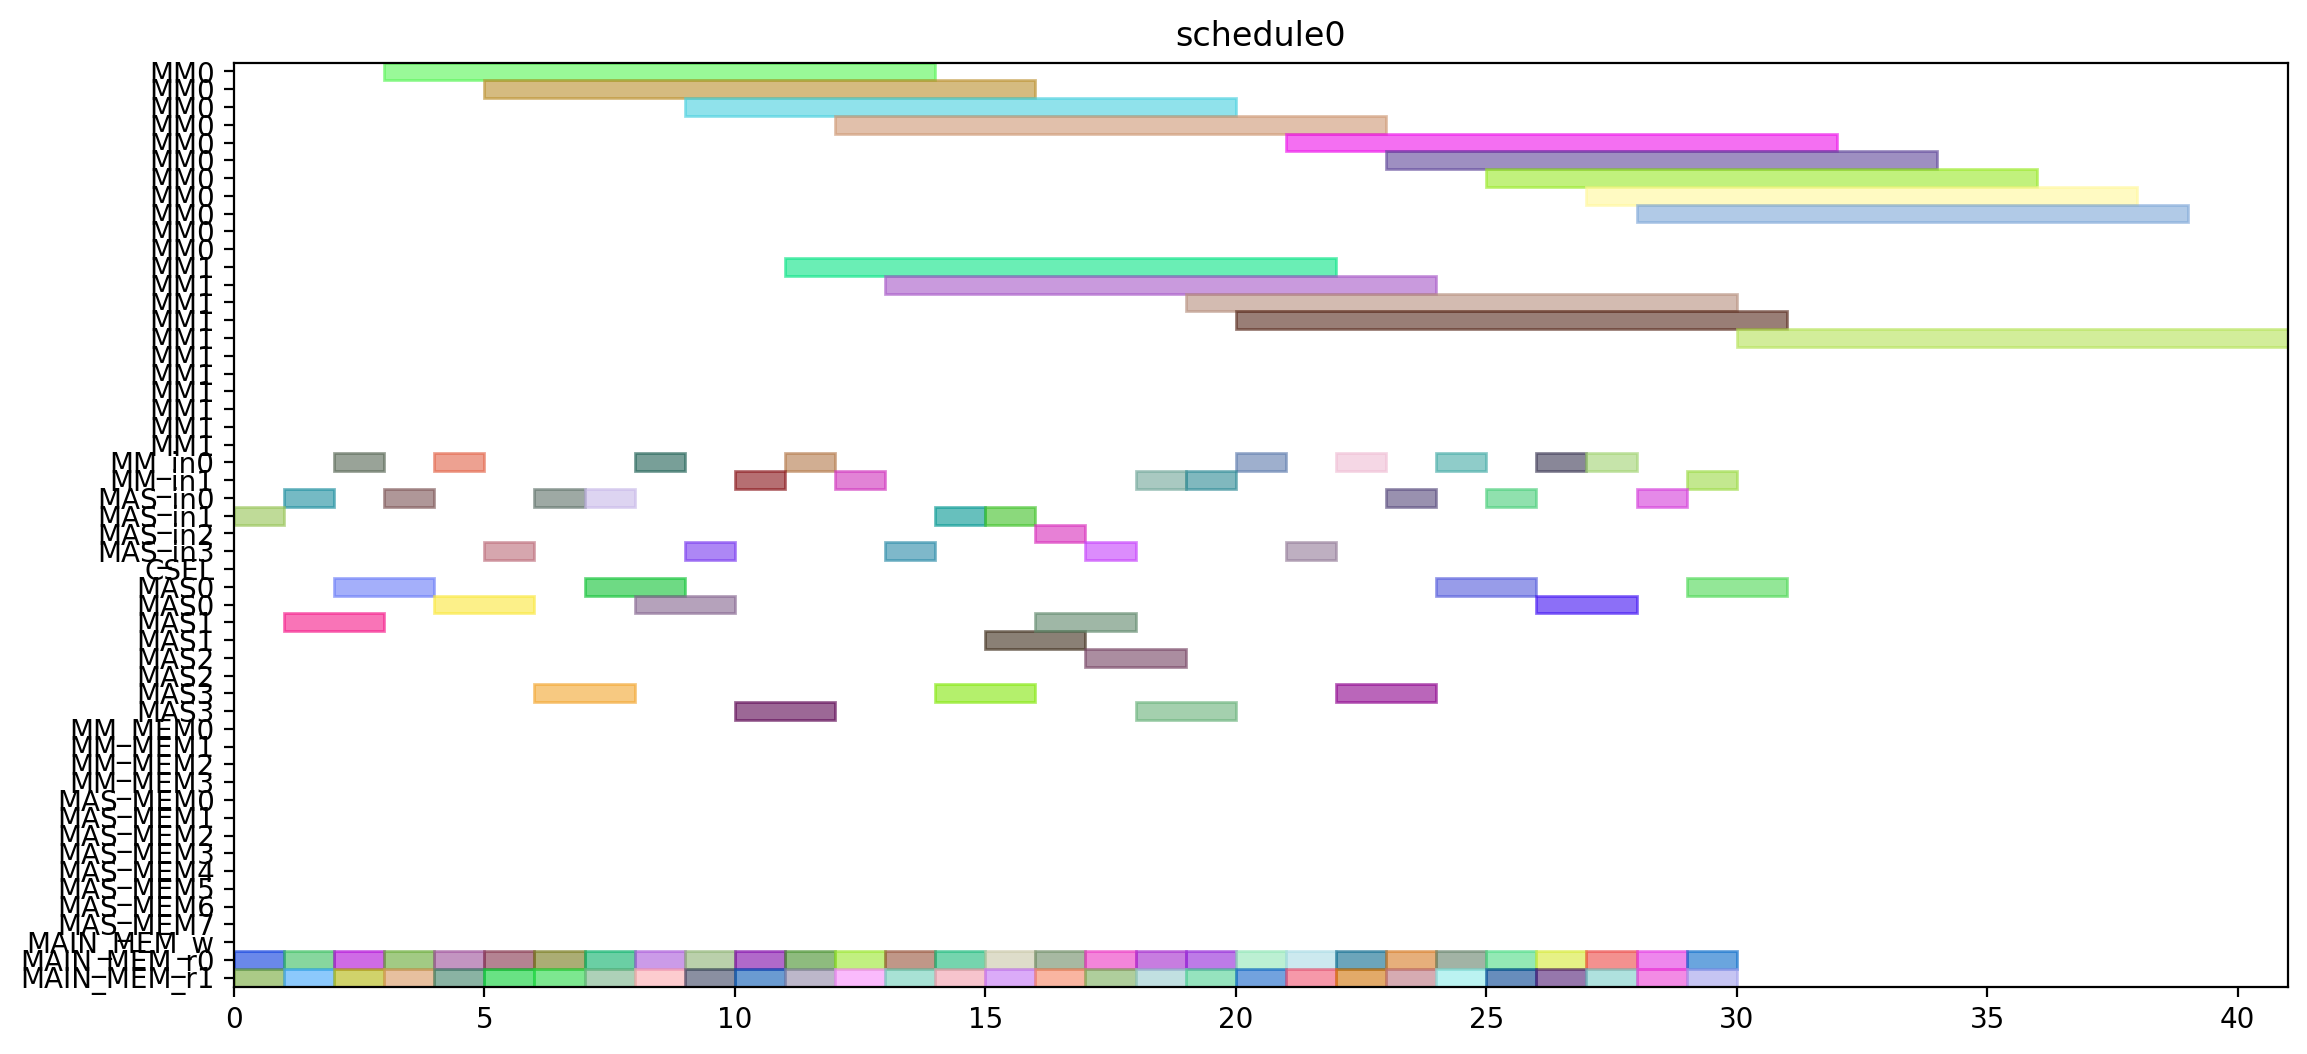 schedule0
MM0
MM0
MM0
MM0
MM0
MM0
MM0
MM0
MM0
MM0
MM0
MM1
MM1
MM1
MM1
MM1
MM1
MM1
MM1
MM1
MM1
MM1
MM_in0
MM_in1
MAS_in0
MAS_in1
MAS_in2
MAS_in3
CSEL
MAS0
MAS0
MAS1
MAS1
MAS2
MAS2
MAS3
MAS3
MM_MEM0
MM_MEM1
MM_MEM2
MM_MEM3
MAS_MEM0
MAS_MEM1
MAS_MEM2
MAS_MEM3
MAS_MEM4
MAS_MEM5
MAS_MEM6
MAS_MEM7
MAIN_MEM_w
MAIN_MEM_r0
MAIN_MEM_r1
0 5 10 15 20 25 30 35 40